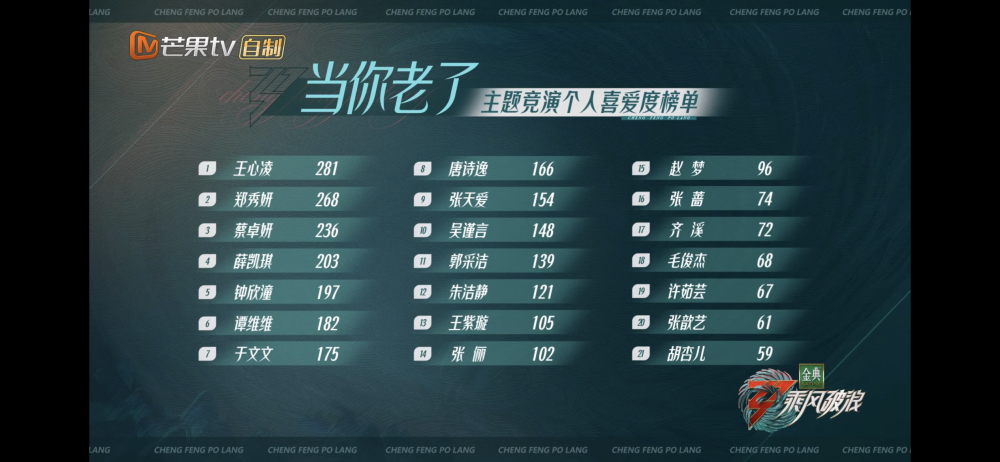 LANG CHENG FENG PO LANG CHENG FENG PO LANG CHENG FENG PO LANG CHENG FENG PO LANG CHENG FENG PO LANG CHENG FENG PO LANG CHENG FENG PO L
芒果tv 自制
当你老了
主题竞演个人喜爱度榜单
CHENG FENG PO LANG
1 王心凌 281
2 郑秀妍 268
3 蔡卓妍 236
4 薛凯琪 203
5 钟欣潼 197
6 谭维维 182
7 于文文 175
8 唐诗逸 166
9 张天爱 154
10 吴谨言 148
11 郭采洁 139
12 朱洁静 121
13 王紫璇 105
14 张俪 102
15 赵梦 96
16 张蔷 74
17 齐溪 72
18 毛俊杰 68
19 许茹芸 67
20 张歆艺 61
21 胡杏儿 59
金典
乘风破浪
LANG CHENG FENG PO LANG CHENG FENG PO LANG CHENG FENG PO LANG CHENG FENG PO LANG CHENG FENG PO LANG CHENG FENG PO LANG CHENG FENG PO L